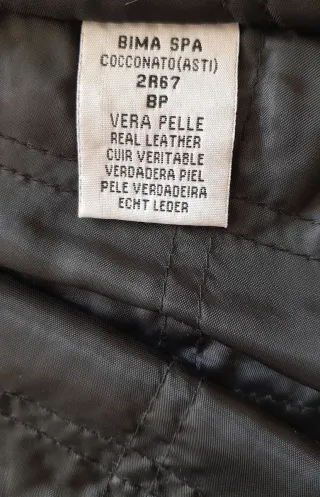 BIMA SPA
COCCONATO(ASTI)
2R67
BP
VERA PELLE
REAL LEATHER
CUIR VERITABLE
VERDADERA PIEL
PELE VERDADEIRA
ECHT LEDER